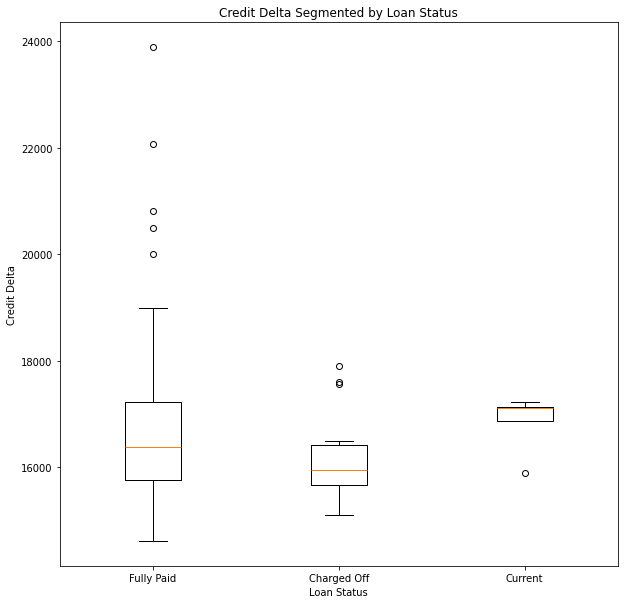 Credit Delta Segmented by Loan Status
24000
22000
20000
18000
16000
Credit Delta
Fully Paid
Charged Off
Current
Loan Status